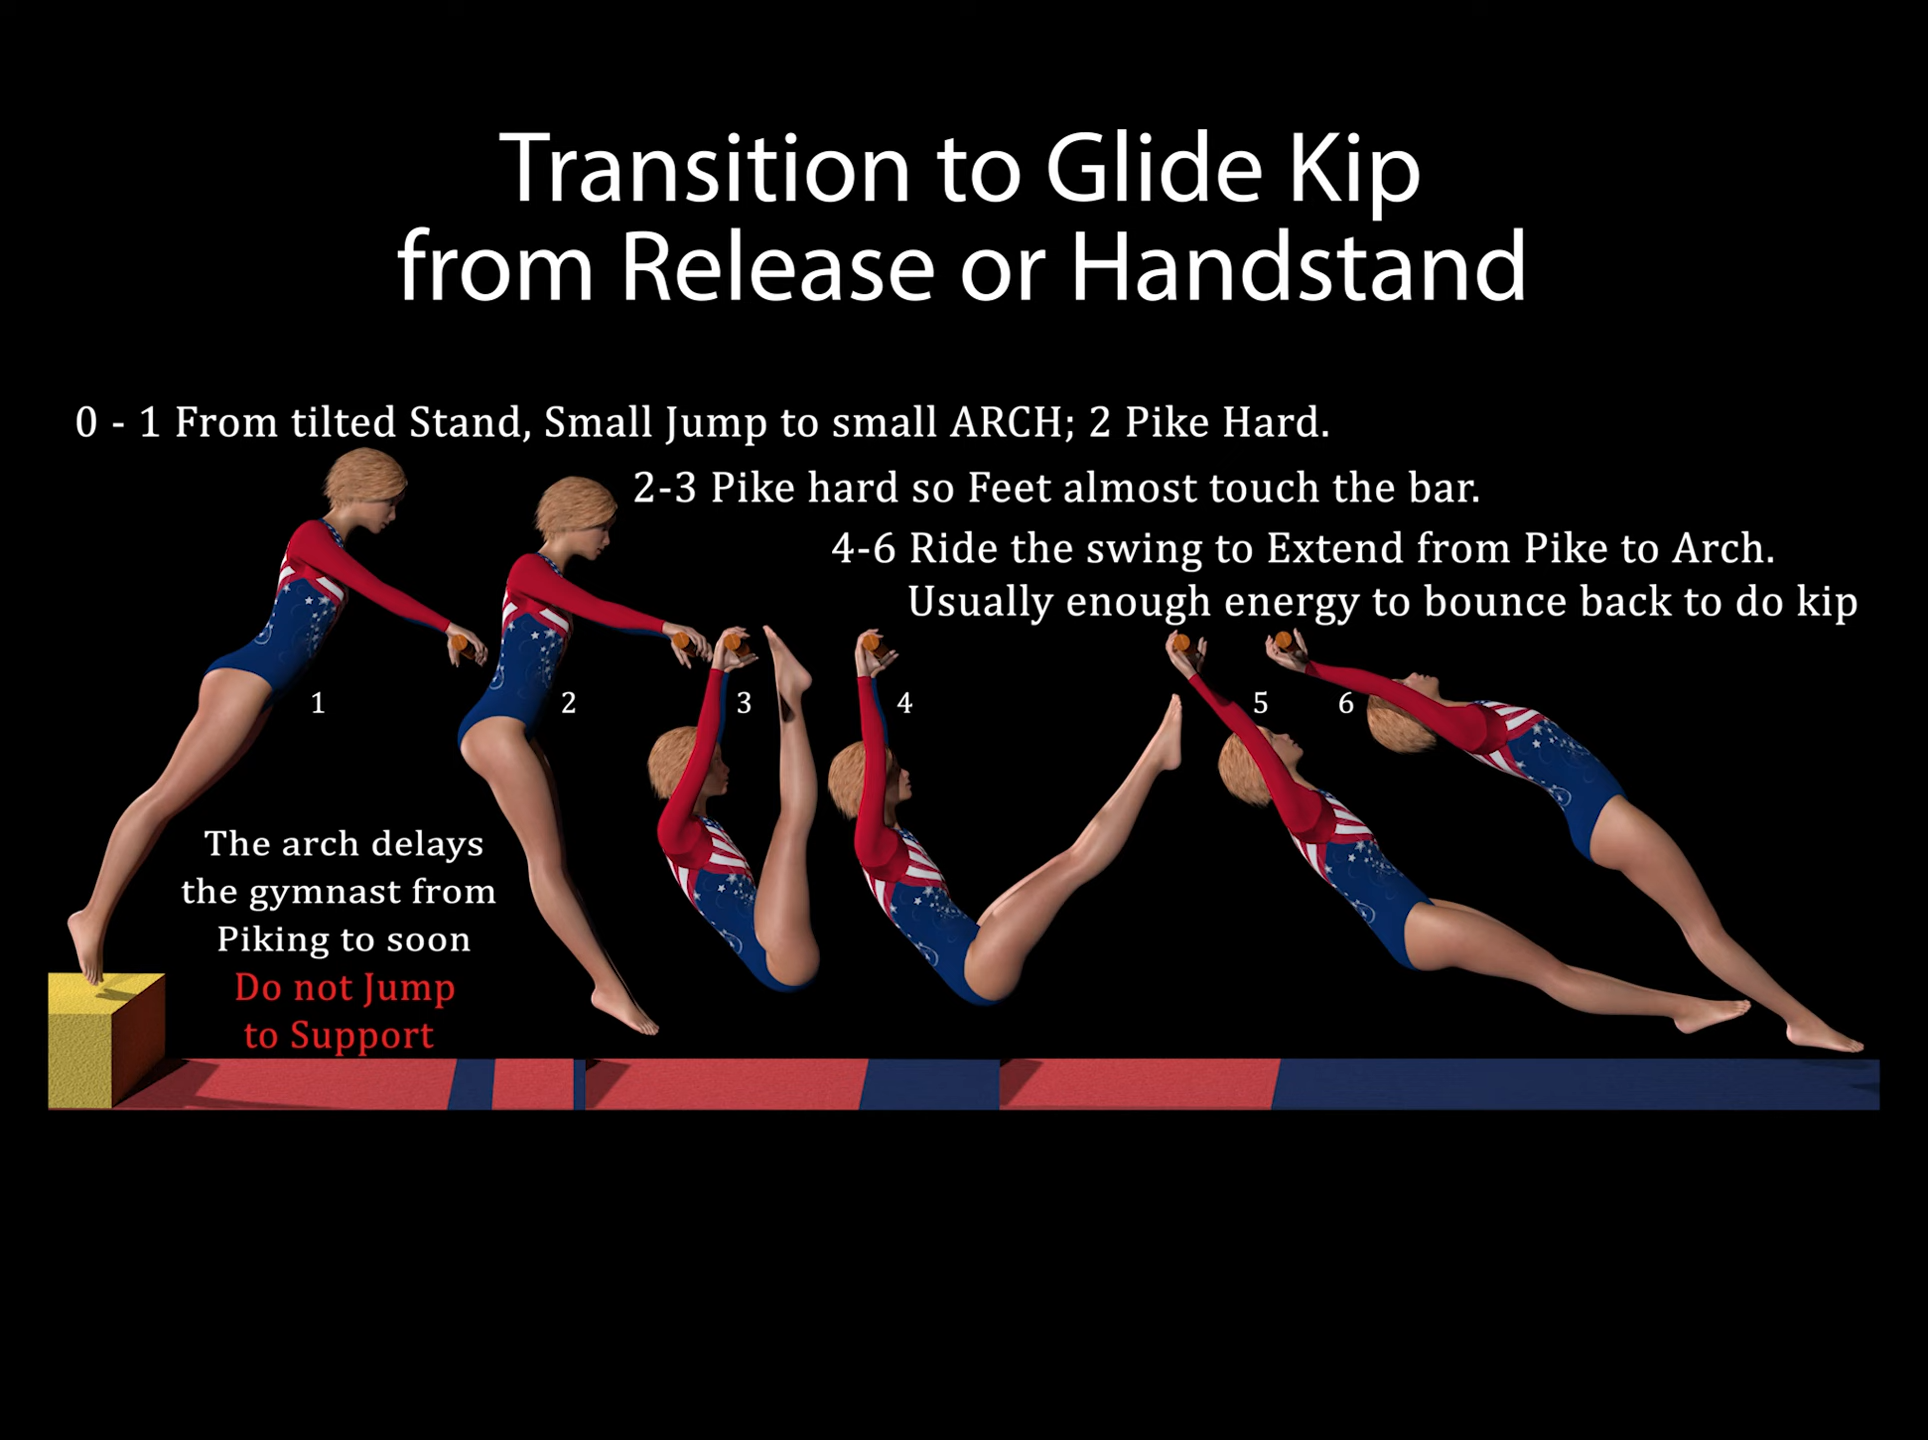 Transition to Glide Kip
from Release or Handstand
0 - 1 From tilted Stand, Small Jump to small ARCH; 2 Pike Hard.
2-3 Pike hard so Feet almost touch the bar.
4-6 Ride the swing to Extend from Pike to Arch.
Usually enough energy to bounce back to do kip
1
2
3
4
5
6
The arch delays
the gymnast from
Piking to soon
Do not Jump
to Support